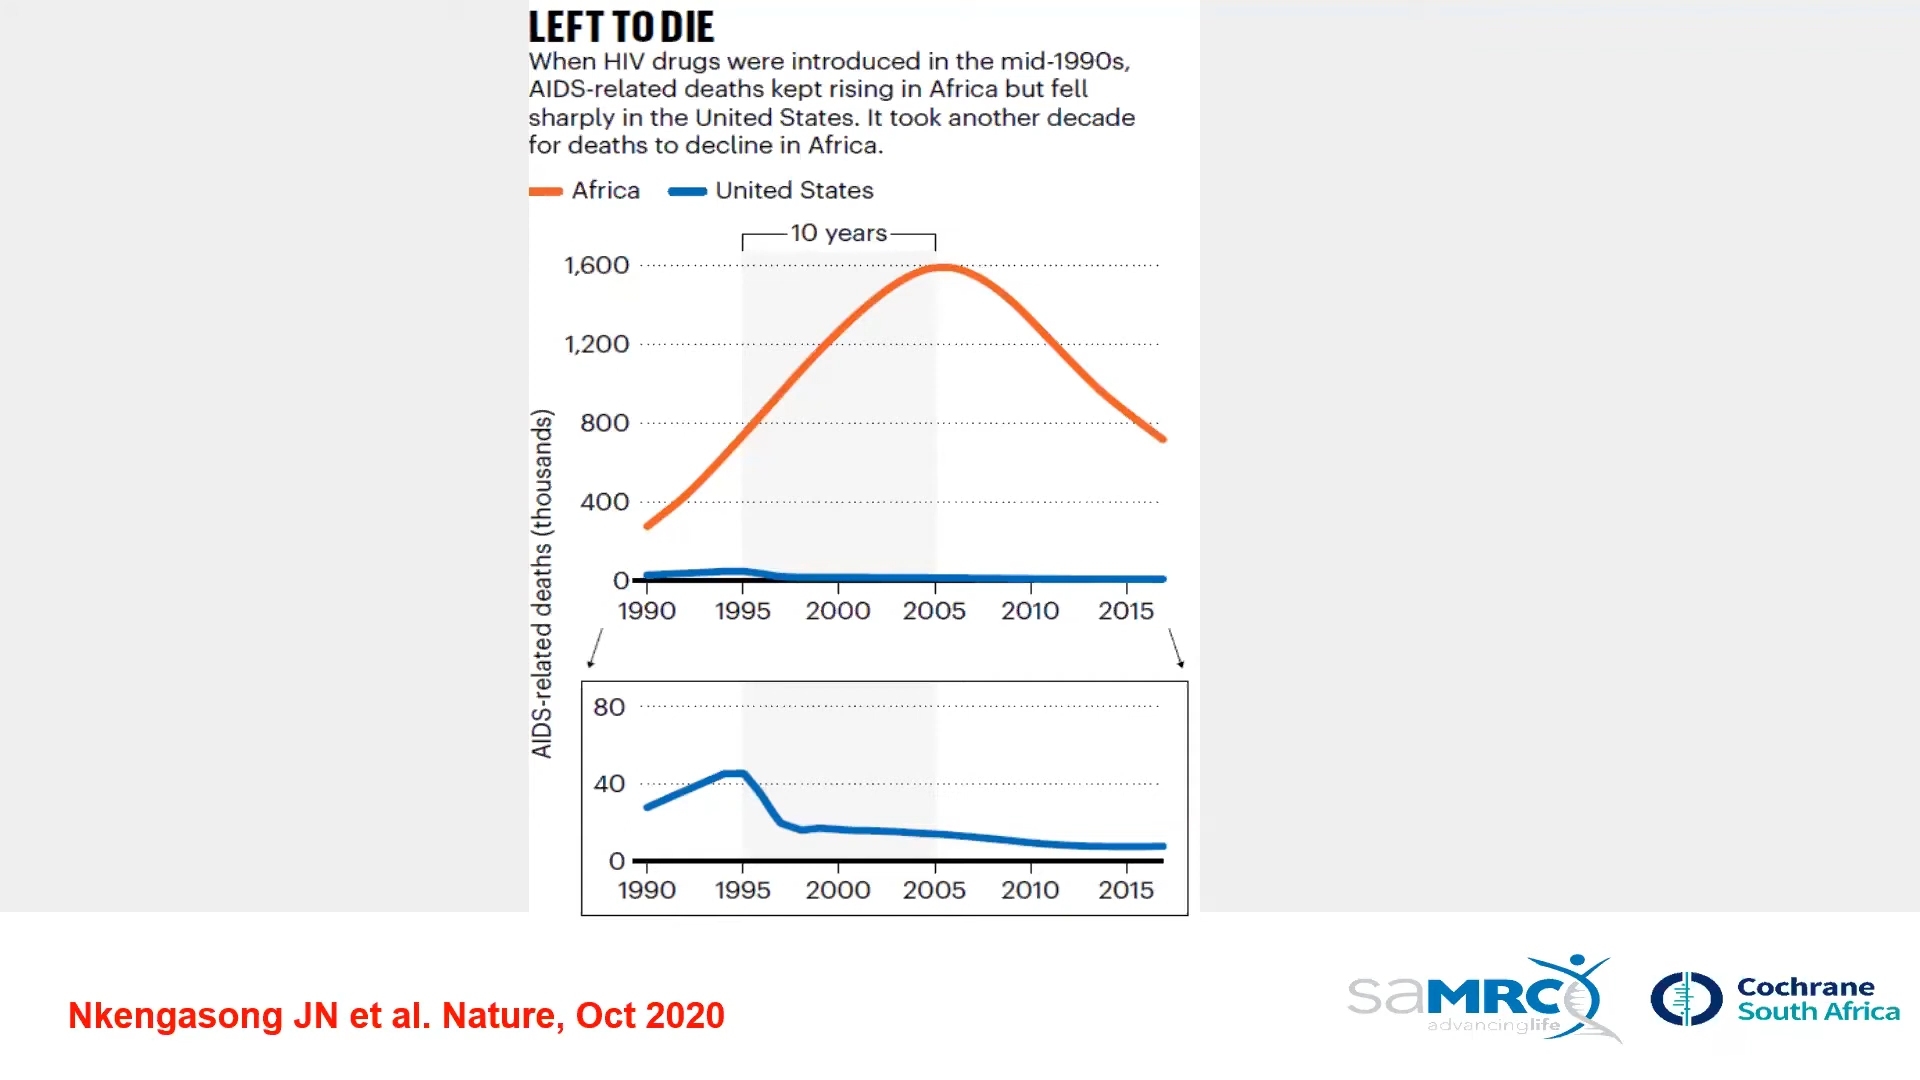 LEFT TO DIE
When HIV drugs were introduced in the mid-1990s,
AIDS-related deaths kept rising in Africa but fell
sharply in the United States. It took another decade
for deaths to decline in Africa.
Africa United States
10 years
1,600
1,200
800
400
0
1990 1995 2000 2005 2010 2015
AIDS-related deaths (thousands)
80
40
0
1990 1995 2000 2005 2010 2015
Nkengasong JN et al. Nature, Oct 2020
saMRC
advancinglife
Cochrane
South Africa